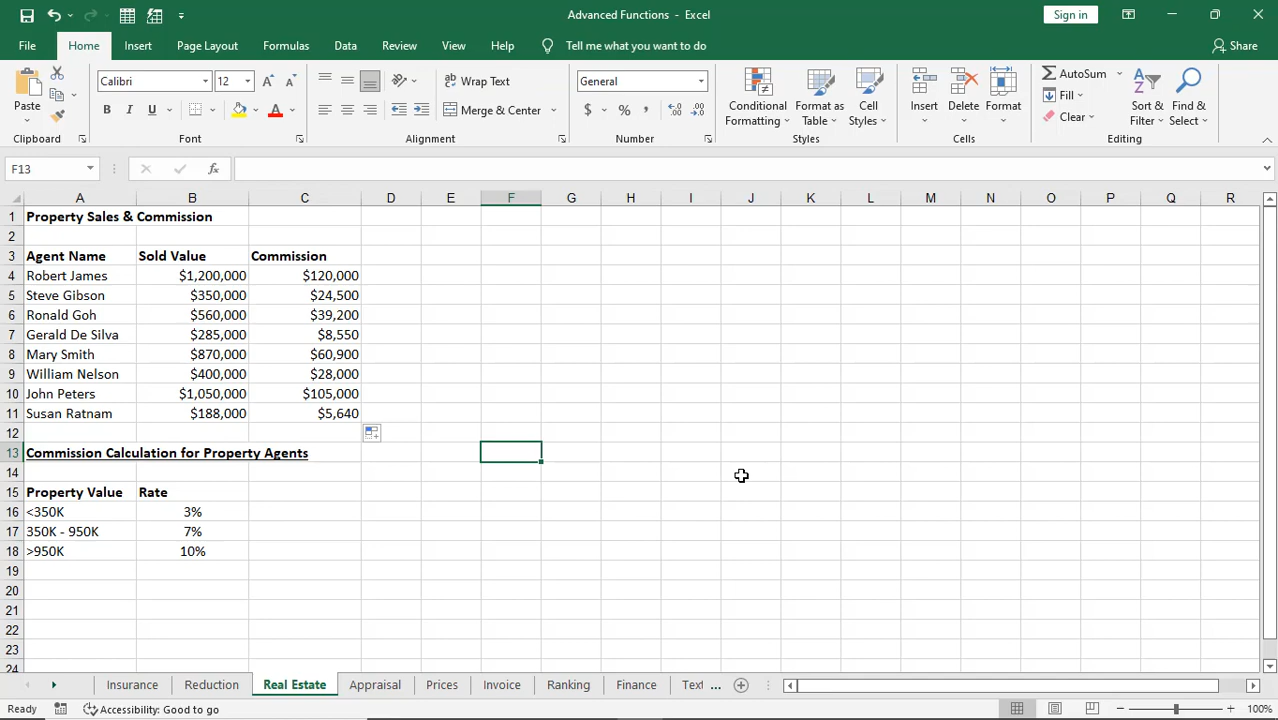 Advanced Functions - Excel
Sign in
File Home Insert Page Layout Formulas Data Review View Help Tell me what you want to do Share
Paste
Clipboard
Calibri 12
B I U A
Font
Wrap Text
Merge & Center
Alignment
General
$ % ,
Number
Conditional Formatting
Format as Table
Cell Styles
Styles
Insert Delete Format
Cells
AutoSum
Fill
Clear
Sort & Filter
Find & Select
Editing
F13 fx
A B C D E F G H I J K L M N O P Q R
1 Property Sales & Commission
2
3 Agent Name Sold Value Commission
4 Robert James $1,200,000 $120,000
5 Steve Gibson $350,000 $24,500
6 Ronald Goh $560,000 $39,200
7 Gerald De Silva $285,000 $8,550
8 Mary Smith $870,000 $60,900
9 William Nelson $400,000 $28,000
10 John Peters $1,050,000 $105,000
11 Susan Ratnam $188,000 $5,640
12
13 Commission Calculation for Property Agents
14
15 Property Value Rate
16 <350K 3%
17 350K - 950K 7%
18 >950K 10%
19
20
21
22
23
24
Insurance Reduction Real Estate Appraisal Prices Invoice Ranking Finance Text ...
Ready Accessibility: Good to go 100%